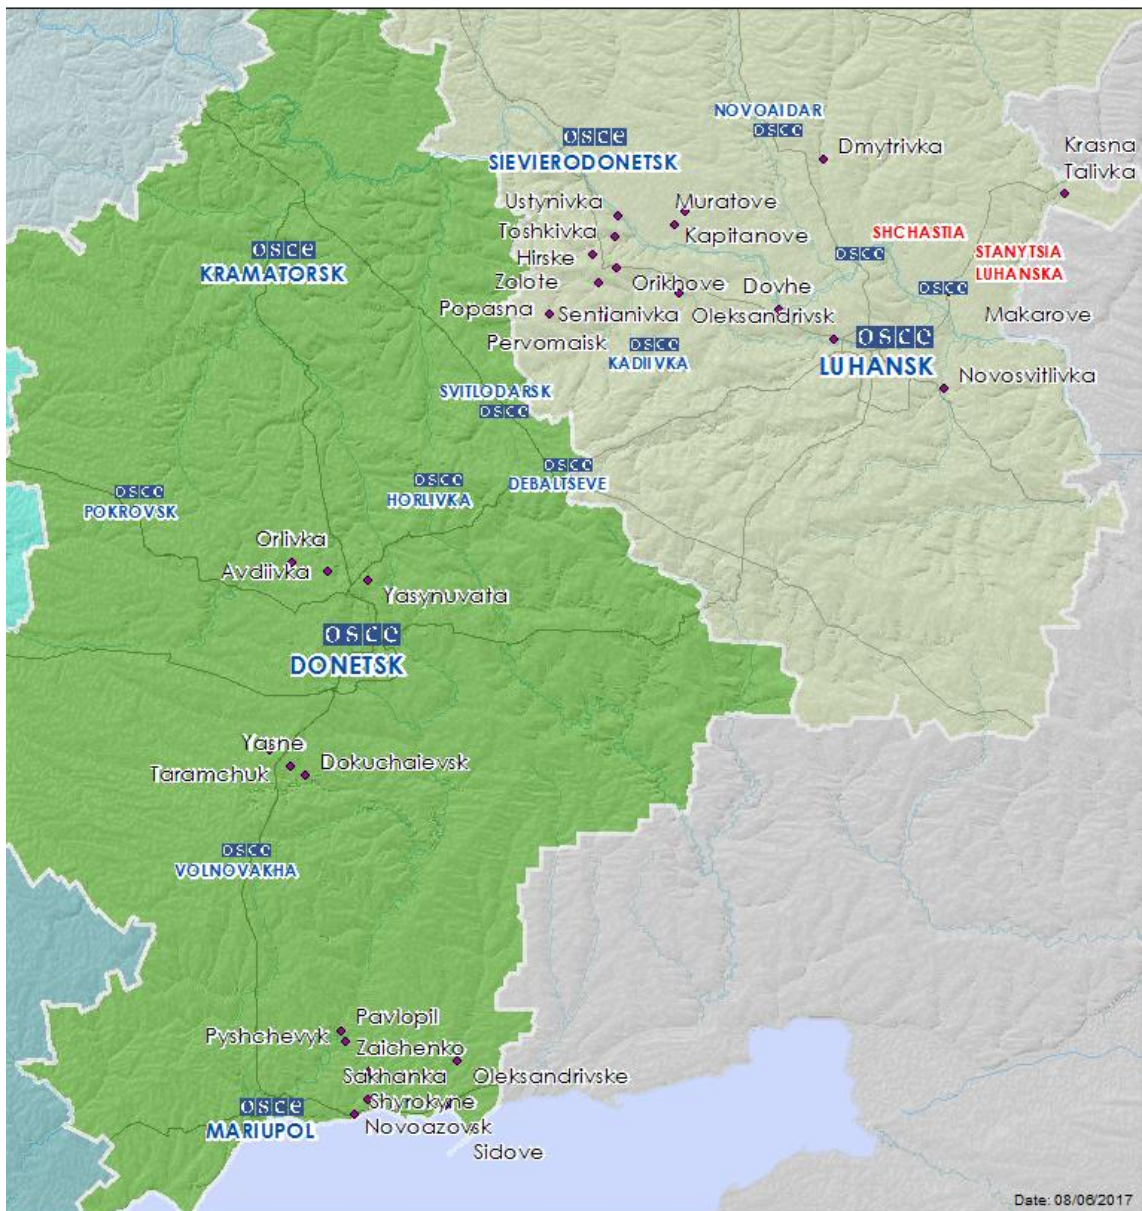 NOVOAIDAR
OSCE
OSCE
SIEVIERODONETSK
Dmytrivka
Krasna
Talivka
Ustynivka
Muratove
Toshkivka
Kapitanove
SHCHASTIA
OSCE
KRAMATORSK
Hirske
OSCE
STANYTSIA
LUHANSKA
Zolote
Orikhove
Dovhe
OSCE
Popasna
Sentianivka
Oleksandrivsk
Makarove
Pervomaisk
OSCE
KADIIVKA
OSCE
LUHANSK
Novosvitlivka
SVITLODARSK
OSCE
OSCE
DEBALTSEVE
OSCE
HORLIVKA
OSCE
POKROVSK
Orlivka
Avdiivka
Yasynuvata
OSCE
DONETSK
Yasne
Taramchuk
Dokuchaievsk
OSCE
VOLNOVAKHA
Pavlopil
Pyshchevyk
Zaichenko
Sakhanka
Oleksandrivske
Shyrokyne
OSCE
MARIUPOL
Novoazovsk
Sidove
Date: 08/06/2017